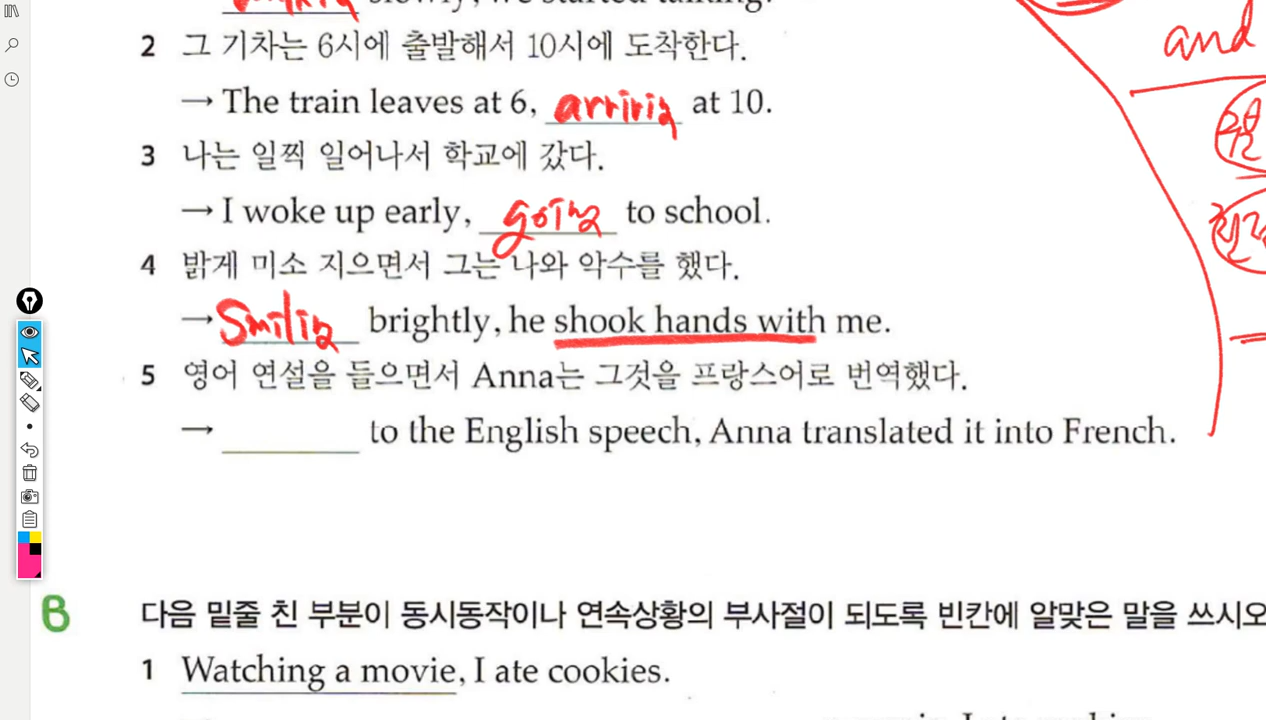 slowly, we started talking.
2 그 기차는 6시에 출발해서 10시에 도착한다.
and
→ The train leaves at 6, at 10.
3 나는 일찍 일어나서 학교에 갔다.
→ I woke up early, going to school.
4 밝게 미소 지으면서 그는 나와 악수를 했다.
→ Smiling brightly, he shook hands with me.
5 영어 연설을 들으면서 Anna는 그것을 프랑스어로 번역했다.
→ to the English speech, Anna translated it into French.
B 다음 밑줄 친 부분이 동시동작이나 연속상황의 부사절이 되도록 빈칸에 알맞은 말을 쓰시오
1 Watching a movie, I ate cookies.